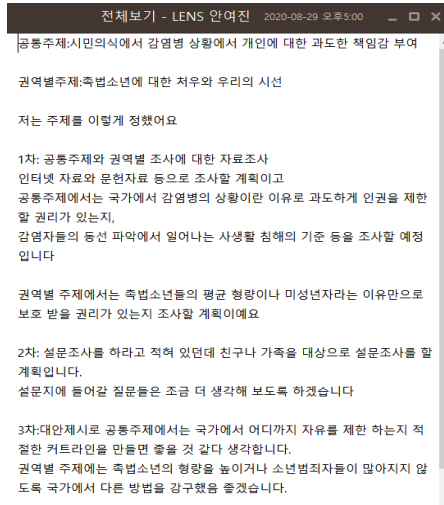 전체보기 - LENS 안여진 2020-08-29 오후5:00
공통주제:시민의식에서 감염병 상황에서 개인에 대한 과도한 책임감 부여
권역별주제:촉법소년에 대한 처우와 우리의 시선
저는 주제를 이렇게 정했어요
1차: 공통주제와 권역별 조사에 대한 자료조사
인터넷 자료와 문헌자료 등으로 조사할 계획이고
공통주제에서는 국가에서 감염병의 상황이란 이유로 과도하게 인권을 제한
할 권리가 있는지,
감염자들의 동선 파악에서 일어나는 사생활 침해의 기준 등을 조사할 예정
입니다
권역별 주제에서는 촉법소년들의 평균 형량이나 미성년자라는 이유만으로
보호 받을 권리가 있는지 조사할 계획이에요
2차: 설문조사를 하라고 적혀 있던데 친구나 가족을 대상으로 설문조사를 할
계획입니다.
설문지에 들어갈 질문들은 조금 더 생각해 보도록 하겠습니다
3차:대안제시로 공통주제에서는 국가에서 어디까지 자유를 제한 하는지 적
절한 커트라인을 만들면 좋을 것 같다 생각합니다.
권역별 주제에는 촉법소년의 형량을 높이거나 소년범죄자들이 많아지지 않
도록 국가에서 다른 방법을 강구했음 좋겠습니다.